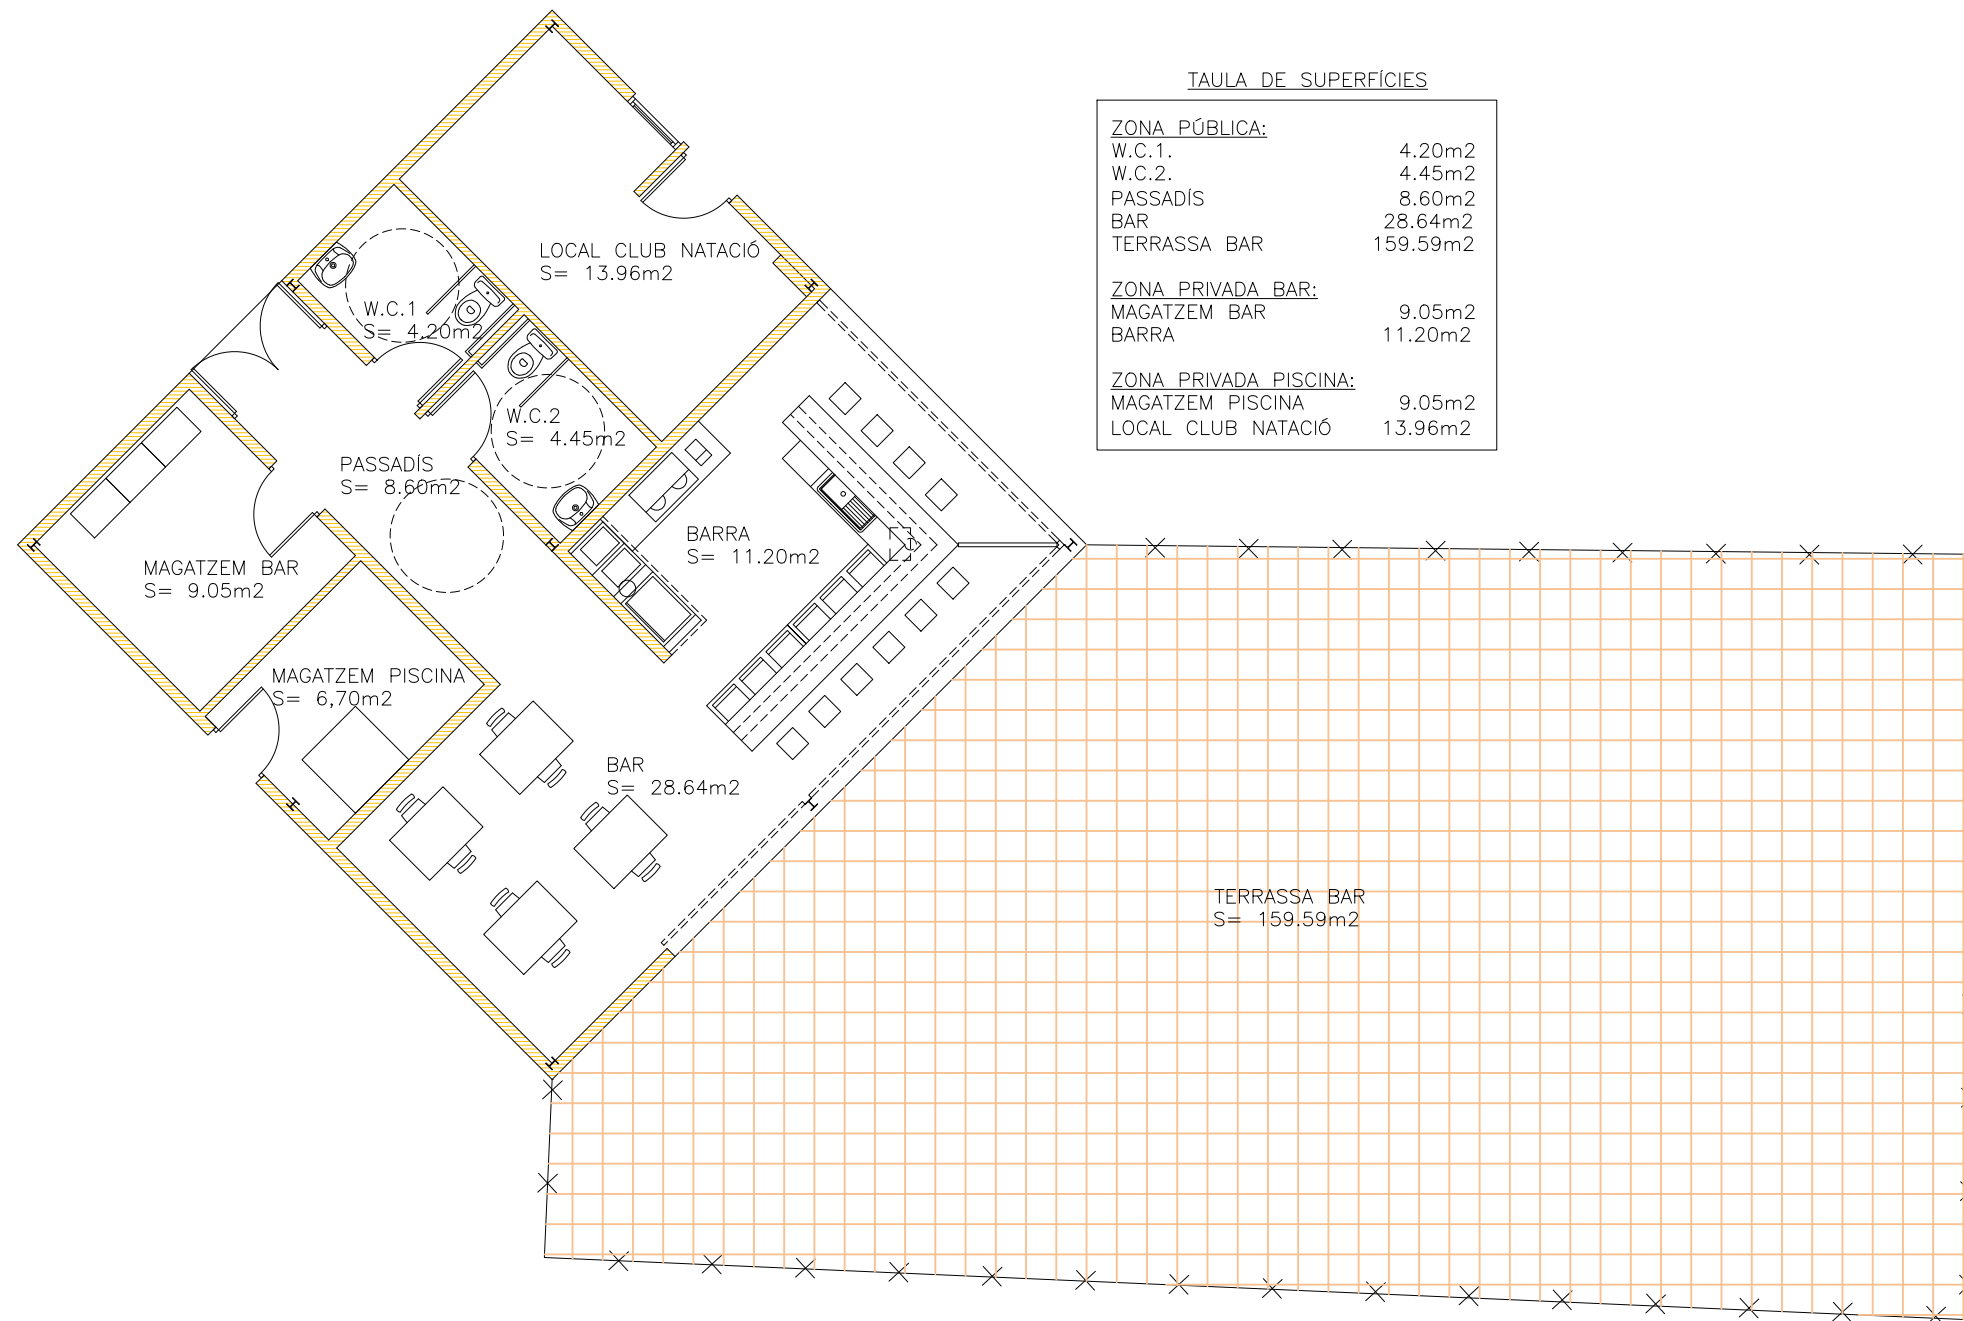 TAULA DE SUPERFÍCIES
ZONA PÚBLICA:
W.C.1. 4.20m2
W.C.2. 4.45m2
PASSADÍS 8.60m2
BAR 28.64m2
TERRASSA BAR 159.59m2
ZONA PRIVADA BAR:
MAGATZEM BAR 9.05m2
BARRA 11.20m2
ZONA PRIVADA PISCINA:
MAGATZEM PISCINA 9.05m2
LOCAL CLUB NATACIÓ 13.96m2
LOCAL CLUB NATACIÓ
S= 13.96m2
W.C.1
S= 4.20m2
W.C.2
S= 4.45m2
PASSADÍS
S= 8.60m2
BARRA
S= 11.20m2
MAGATZEM BAR
S= 9.05m2
MAGATZEM PISCINA
S= 6,70m2
BAR
S= 28.64m2
TERRASSA BAR
S= 159.59m2